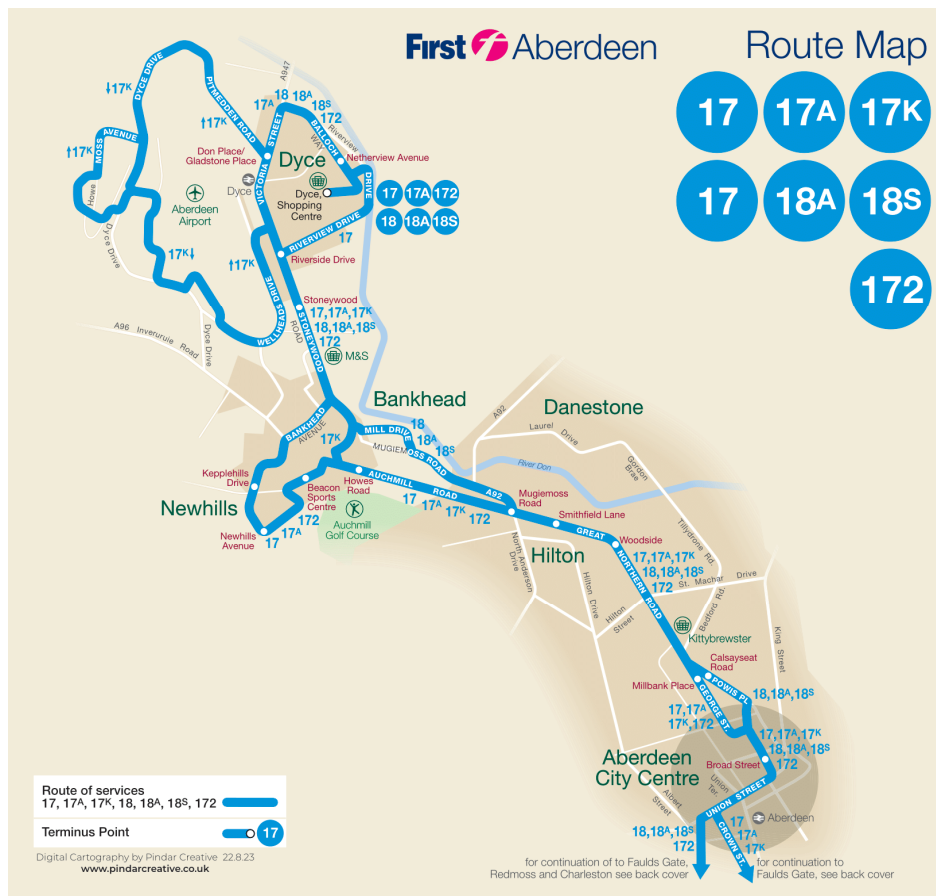 First Aberdeen
Route Map
17 17A 17K
17 18A 18S
172
A947
18 18A
17A 18S
172
↓17K
DYCE DRIVE
PITMEDDEN ROAD
↑17K
STREET
BALLOCH
WAY
Riverview
MOSS AVENUE
↑17K
Don Place/
Gladstone Place
Dyce
Netherview Avenue
DRIVE
Dyce
VICTORIA
Dyce,
Shopping
Centre
17 17A 172
18 18A 18S
Howe
Aberdeen
Airport
RIVERVIEW DRIVE
17
Dyce Drive
17K↓
↑17K
Riverside Drive
WELLHEADS DRIVE
Stoneywood
17,17A,17K
18,18A,18S
172
STONEYWOOD
ROAD
M&S
A96 Inverurie Road
Dyce Drive
Bankhead
A92
Danestone
BANKHEAD
AVENUE
17K
MILL DRIVE
18
18A
18S
MUGIEMOSS ROAD
Laurel Drive
Gordon
Brae
River Don
Kepplehills
Drive
Beacon
Sports
Centre
Howes
Road
AUCHMILL ROAD
A92
Mugiemoss
Road
Newhills
172
17A
17
17
17A
17K
172
Smithfield Lane
Auchmill
Golf Course
Newhills
Avenue
GREAT
NORTHERN ROAD
Woodside
Tillydrone Rd.
Hilton
North Anderson
Drive
17,17A,17K
18,18A,18S
172
St. Machar Drive
Hilton Drive
Hilton
Street
Bedford Rd.
King Street
Kittybrewster
Calsayseat
Road
Millbank Place
POWIS PL
18,18A,18S
GEORGE ST.
17,17A
17K,172
17,17A,17K
18,18A,18S
172
Aberdeen
City Centre
Broad Street
Union
Ter.
Albert
Street
UNION STREET
Aberdeen
18,18A,18S
172
CROWN ST.
17
17A
17K
for continuation of to Faulds Gate,
Redmoss and Charleston see back cover
for continuation to
Faulds Gate, see back cover
Route of services
17, 17A, 17K, 18, 18A, 18S, 172
Terminus Point
17
Digital Cartography by Pindar Creative 22.8.23
www.pindarcreative.co.uk